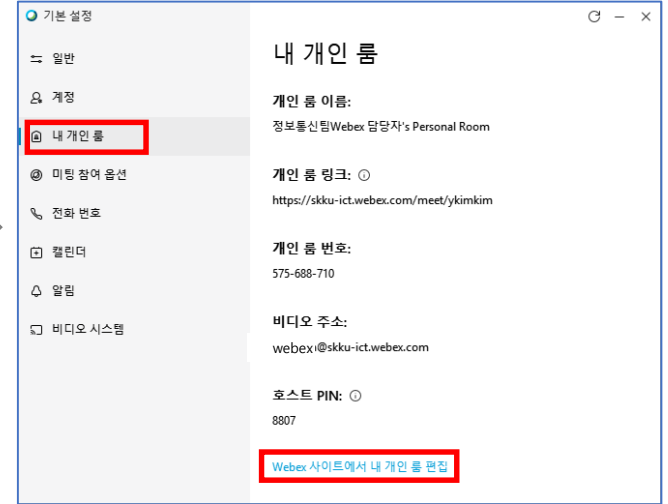 기본 설정
일반
계정
내 개인 룸
미팅 참여 옵션
전화 번호
캘린더
알림
비디오 시스템
내 개인 룸
개인 룸 이름:
정보통신팀Webex 담당자's Personal Room
개인 룸 링크:
https://skku-ict.webex.com/meet/ykimkim
개인 룸 번호:
575-688-710
비디오 주소:
webex@skku-ict.webex.com
호스트 PIN:
8807
Webex 사이트에서 내 개인 룸 편집